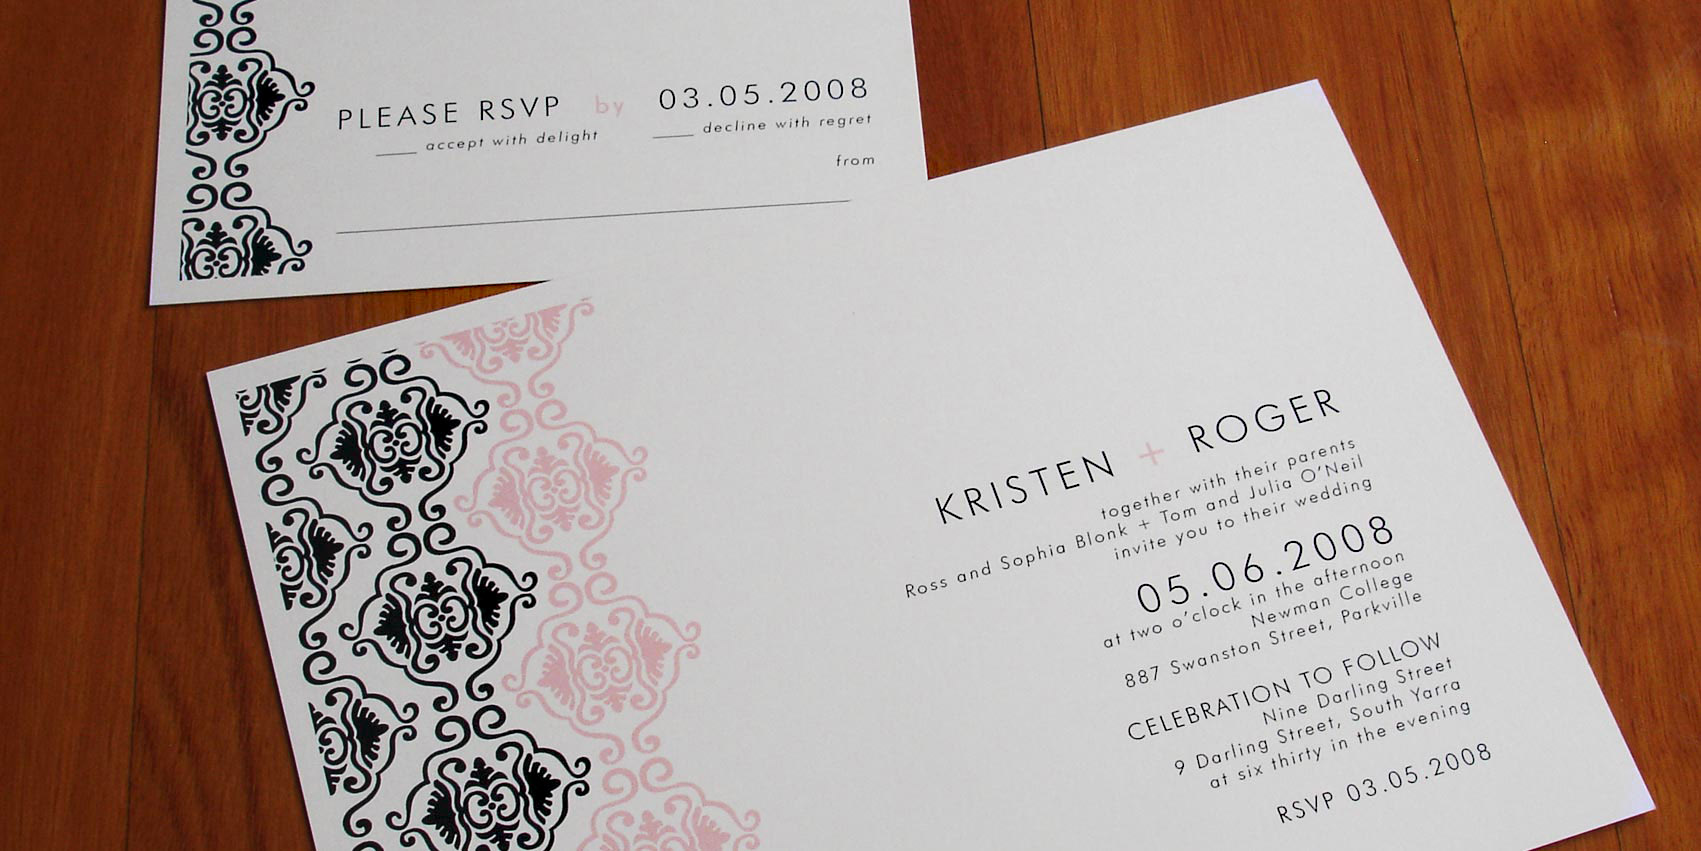 PLEASE RSVP by 03.05.2008
____ accept with delight ____ decline with regret
from
KRISTEN + ROGER
together with their parents
Ross and Sophia Blonk + Tom and Julia O'Neil
invite you to their wedding
05.06.2008
at two o'clock in the afternoon
Newman College
887 Swanston Street, Parkville
CELEBRATION TO FOLLOW
Nine Darling Street
9 Darling Street, South Yarra
at six thirty in the evening
RSVP 03.05.2008